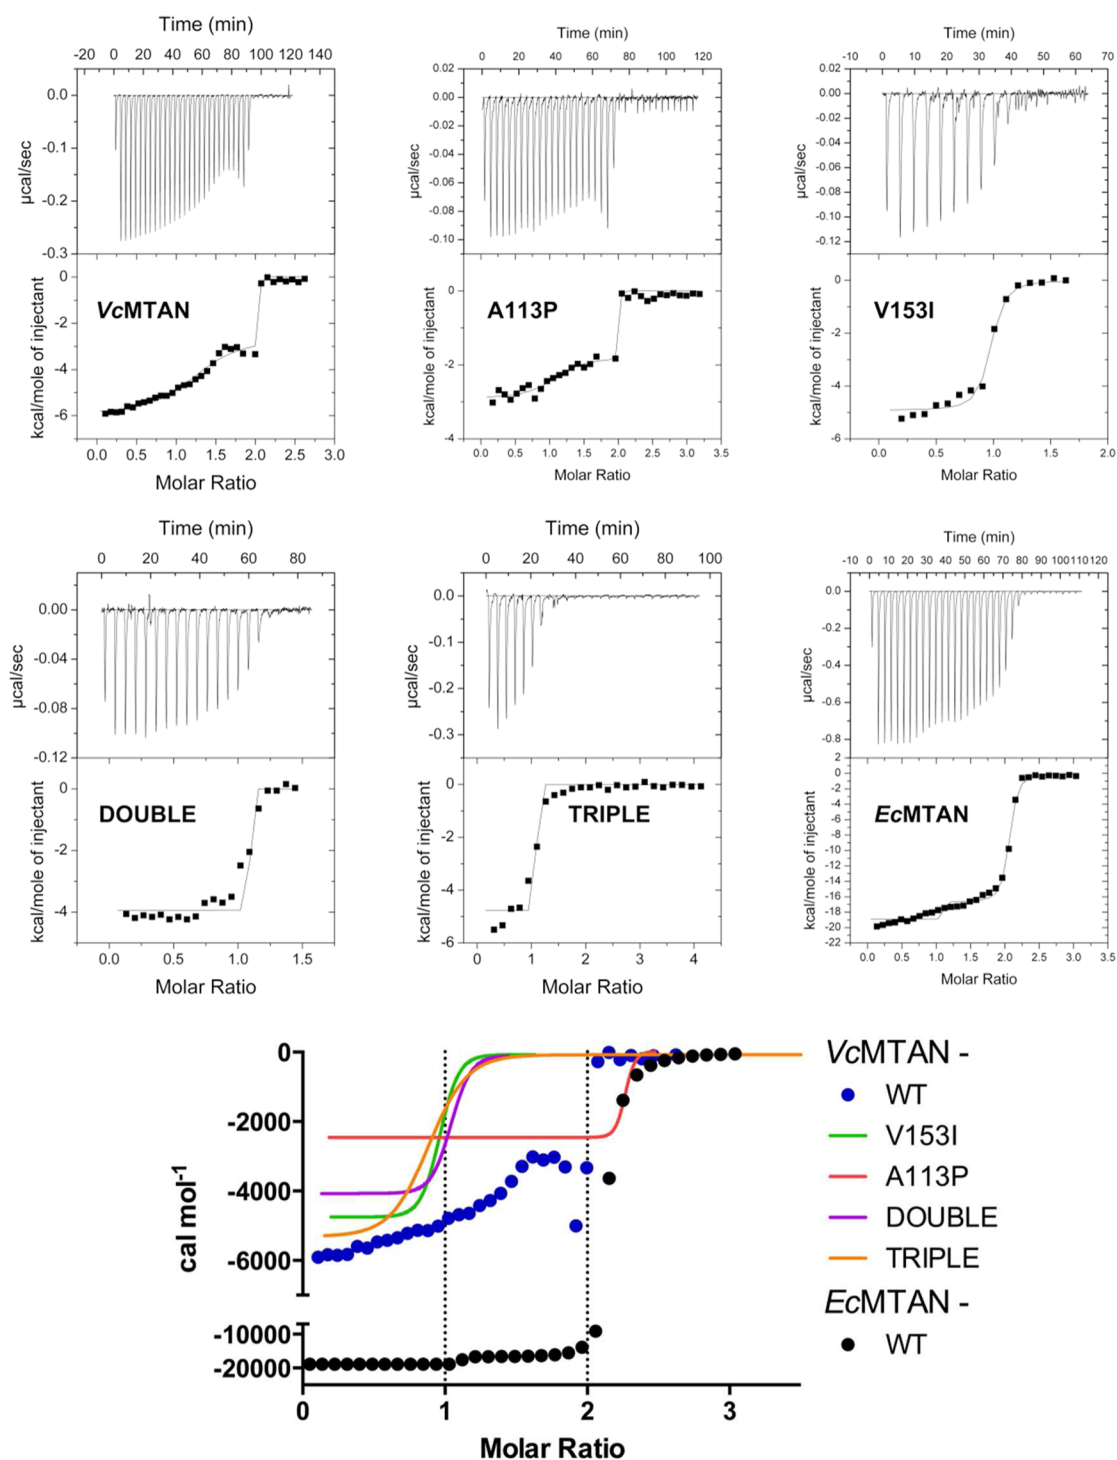 Time (min)
-20 0 20 40 60 80 100 120 140
0.0
-0.1
-0.2
-0.3
µcal/sec
0
-2
-4
-6
kcal/mole of injectant
VcMTAN
0.0 0.5 1.0 1.5 2.0 2.5 3.0
Molar Ratio
Time (min)
0 20 40 60 80 100 120
0.02
0.00
-0.02
-0.04
-0.06
-0.08
-0.10
µcal/sec
0
-2
-4
kcal/mole of injectant
A113P
0.0 0.5 1.0 1.5 2.0 2.5 3.0 3.5
Molar Ratio
Time (min)
-10 0 10 20 30 40 50 60 70
0.02
0.00
-0.02
-0.04
-0.06
-0.08
-0.10
-0.12
µcal/sec
0
-2
-4
-6
kcal/mole of injectant
V153I
0.0 0.5 1.0 1.5 2.0
Molar Ratio
Time (min)
0 20 40 60 80
0.00
-0.04
-0.08
-0.12
µcal/sec
0
-2
-4
kcal/mole of injectant
DOUBLE
0.0 0.5 1.0 1.5
Molar Ratio
Time (min)
0 20 40 60 80 100
0.0
-0.1
-0.2
-0.3
µcal/sec
0
-2
-4
-6
kcal/mole of injectant
TRIPLE
0 1 2 3 4
Molar Ratio
Time (min)
-10 0 10 20 30 40 50 60 70 80 90 100 110 120
0.0
-0.2
-0.4
-0.6
-0.8
µcal/sec
2
0
-2
-4
-6
-8
-10
-12
-14
-16
-18
-20
-22
kcal/mole of injectant
EcMTAN
0.0 0.5 1.0 1.5 2.0 2.5 3.0 3.5
Molar Ratio
0
-2000
-4000
-6000
-10000
-20000
cal mol-1
0 1 2 3
Molar Ratio
VcMTAN -
WT
V153I
A113P
DOUBLE
TRIPLE
EcMTAN -
WT